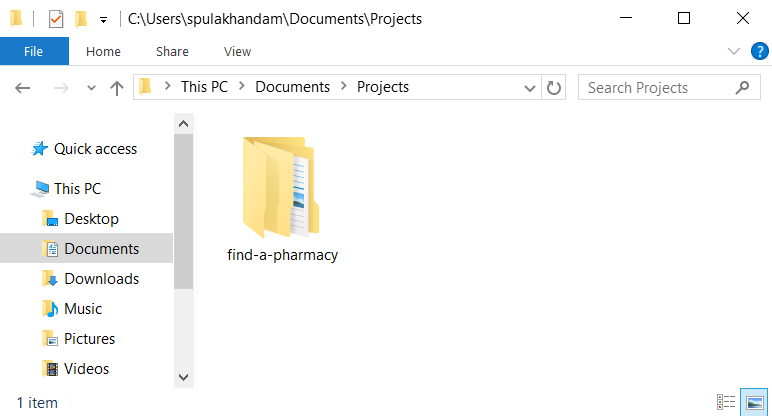 C:\Users\spulakhandam\Documents\Projects
File Home Share View
This PC Documents Projects Search Projects
Quick access
This PC
Desktop
Documents
Downloads
Music
Pictures
Videos
find-a-pharmacy
1 item